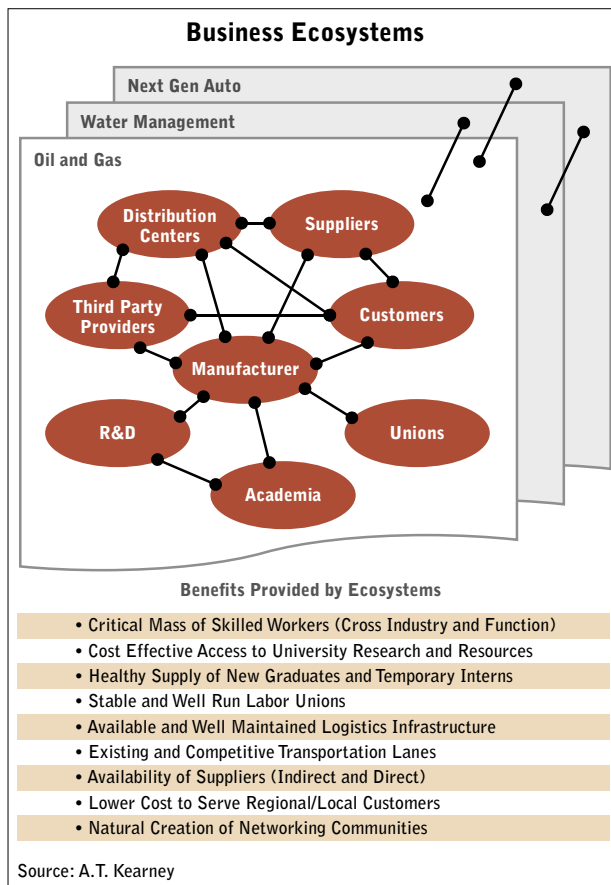 Business Ecosystems
Next Gen Auto
Water Management
Oil and Gas
Distribution
Centers
Suppliers
Third Party
Providers
Customers
Manufacturer
R&D
Unions
Academia
Benefits Provided by Ecosystems
• Critical Mass of Skilled Workers (Cross Industry and Function)
• Cost Effective Access to University Research and Resources
• Healthy Supply of New Graduates and Temporary Interns
• Stable and Well Run Labor Unions
• Available and Well Maintained Logistics Infrastructure
• Existing and Competitive Transportation Lanes
• Availability of Suppliers (Indirect and Direct)
• Lower Cost to Serve Regional/Local Customers
• Natural Creation of Networking Communities
Source: A.T. Kearney